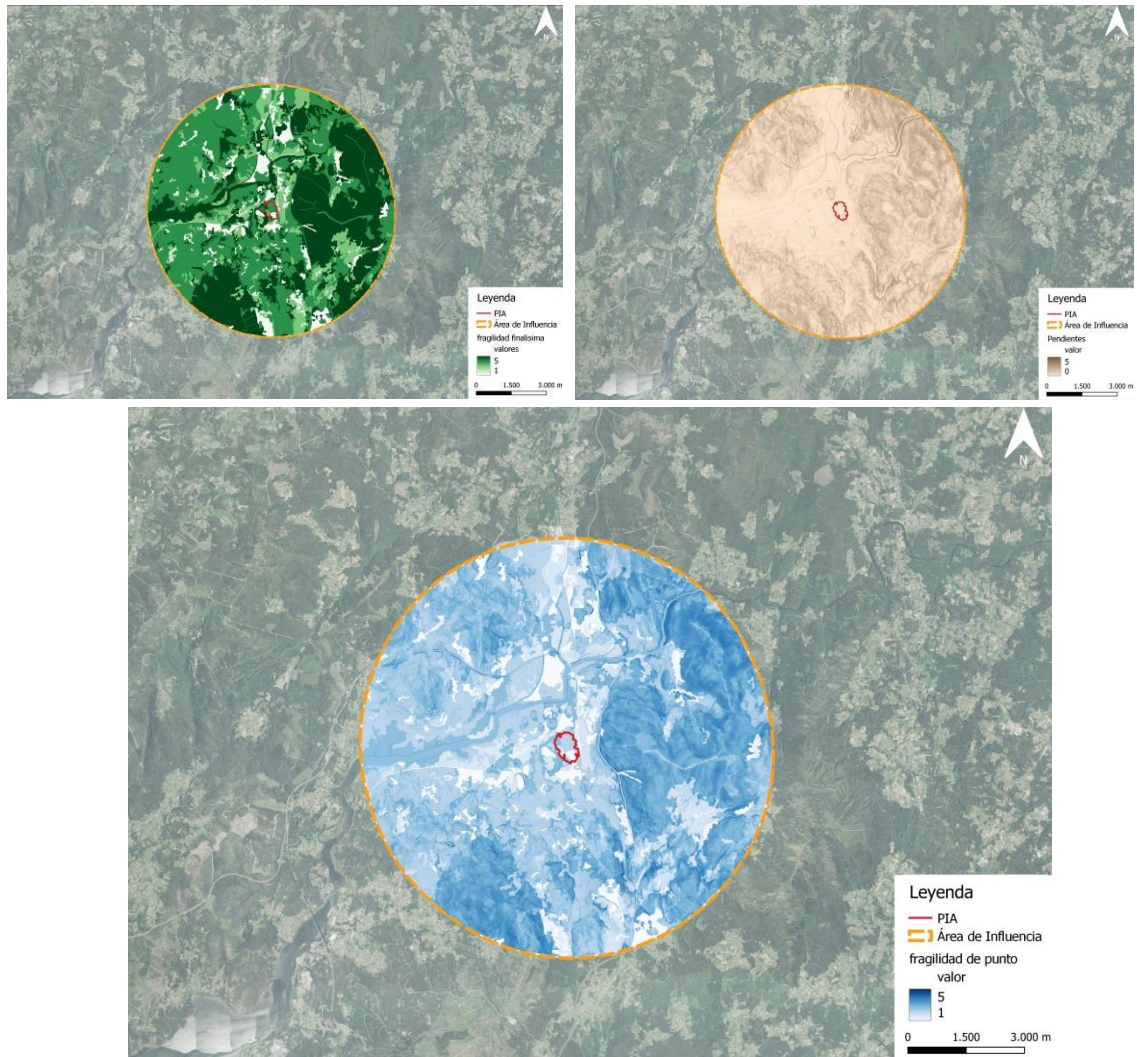 N
Leyenda
PIA
Área de Influencia
fragilidad finalisima
valores
5
1
0 1.500 3.000 m
N
Leyenda
PIA
Área de Influencia
Pendientes
valor
5
0
0 1.500 3.000 m
N
Leyenda
PIA
Área de Influencia
fragilidad de punto
valor
5
1
0 1.500 3.000 m